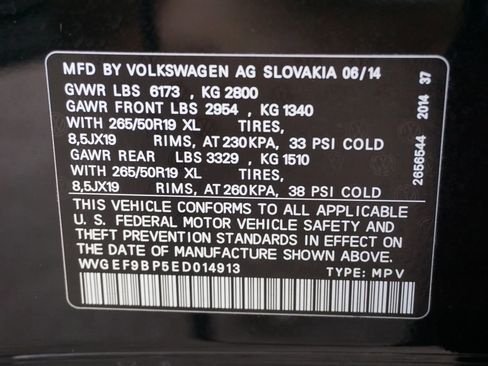 MFD BY VOLKSWAGEN AG SLOVAKIA 06/14
GVWR LBS 6173 , KG 2800
GAWR FRONT LBS 2954 , KG 1340
WITH 265/50R19 XL TIRES,
8,5JX19 RIMS, AT 230 KPA, 33 PSI COLD
GAWR REAR LBS 3329 , KG 1510
WITH 265/50R19 XL TIRES,
8,5JX19 RIMS, AT 260 KPA, 38 PSI COLD
THIS VEHICLE CONFORMS TO ALL APPLICABLE
U. S. FEDERAL MOTOR VEHICLE SAFETY AND
THEFT PREVENTION STANDARDS IN EFFECT ON
THE DATE OF MANUFACTURE SHOWN ABOVE.
WVGEF9BP5ED014913 TYPE: MPV
2656544 2014 37